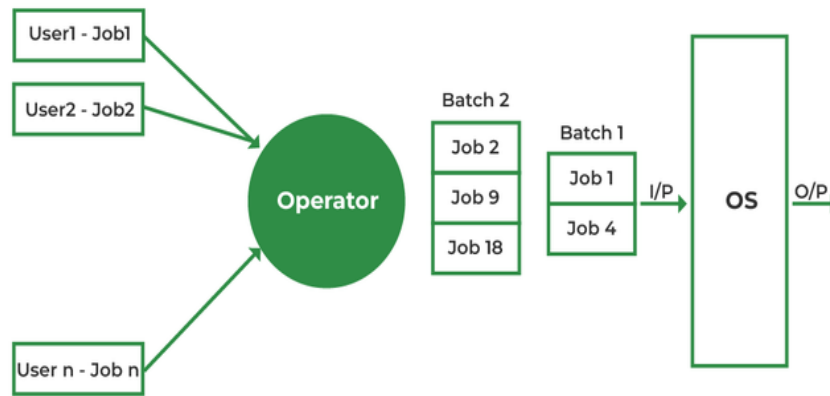 User1 - Job1
User2 - Job2
User n - Job n
Operator
Batch 2
Job 2
Job 9
Job 18
Batch 1
Job 1
Job 4
I/P
OS
O/P